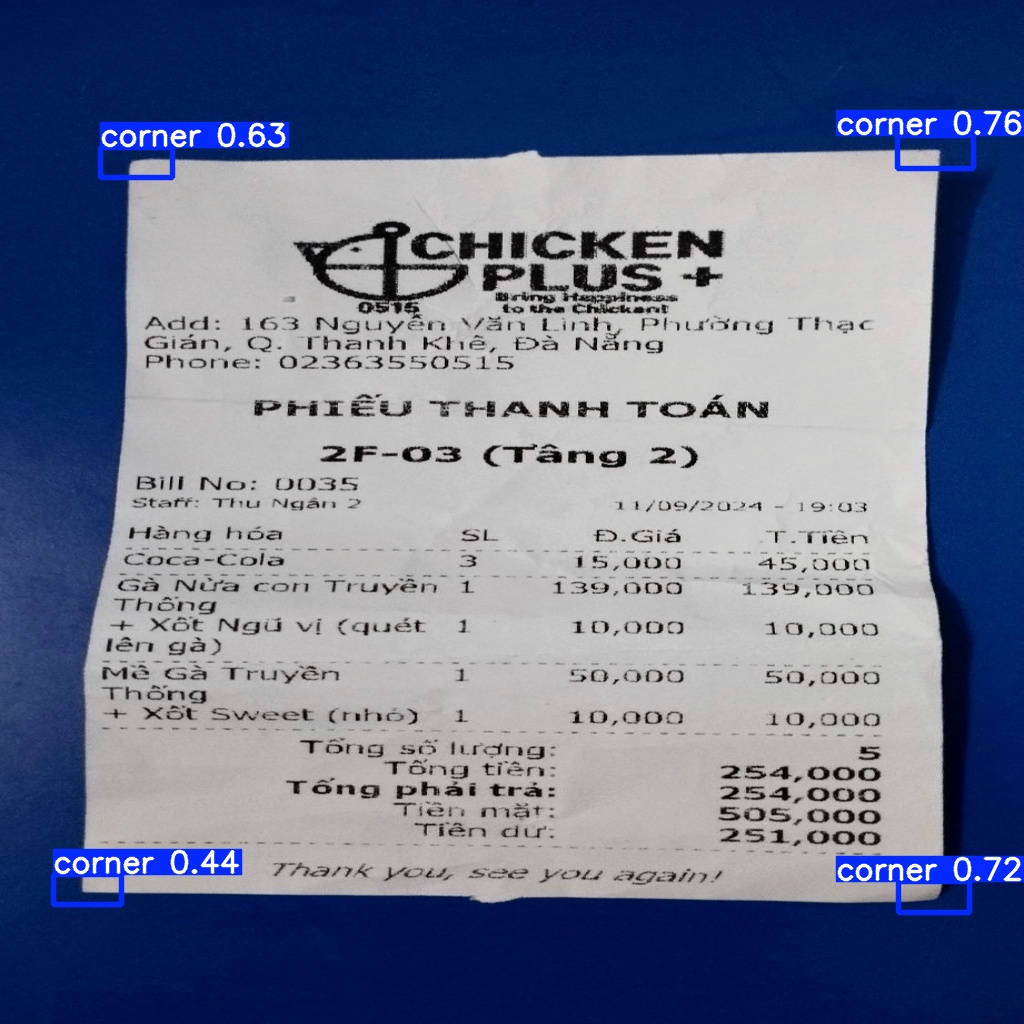 corner 0.63
corner 0.76
CHICKEN
PLUS +
Bring Happiness
to the Chickent
0515
Add: 163 Nguyễn Văn Linh, Phường Thạc
Gián, Q. Thanh Khê, Đà Nẵng
Phone: 02363550515
PHIẾU THANH TOÁN
2F-03 (Tầng 2)
Bill No: 0035
Staff: Thu Ngân 2 11/09/2024 - 19:03
Hàng hóa SL Đ.Giá T.Tiền
Coca-Cola 3 15,000 45,000
Gà Nửa con Truyền 1 139,000 139,000
Thống
+ Xốt Ngũ vị (quét 1 10,000 10,000
lên gà)
Mề Gà Truyền 1 50,000 50,000
Thống
+ Xốt Sweet (nhỏ) 1 10,000 10,000
Tổng số lượng: 5
Tổng tiền: 254,000
Tổng phải trả: 254,000
Tiền mặt: 505,000
Tiền dư: 251,000
Thank you, see you again!
corner 0.44
corner 0.72